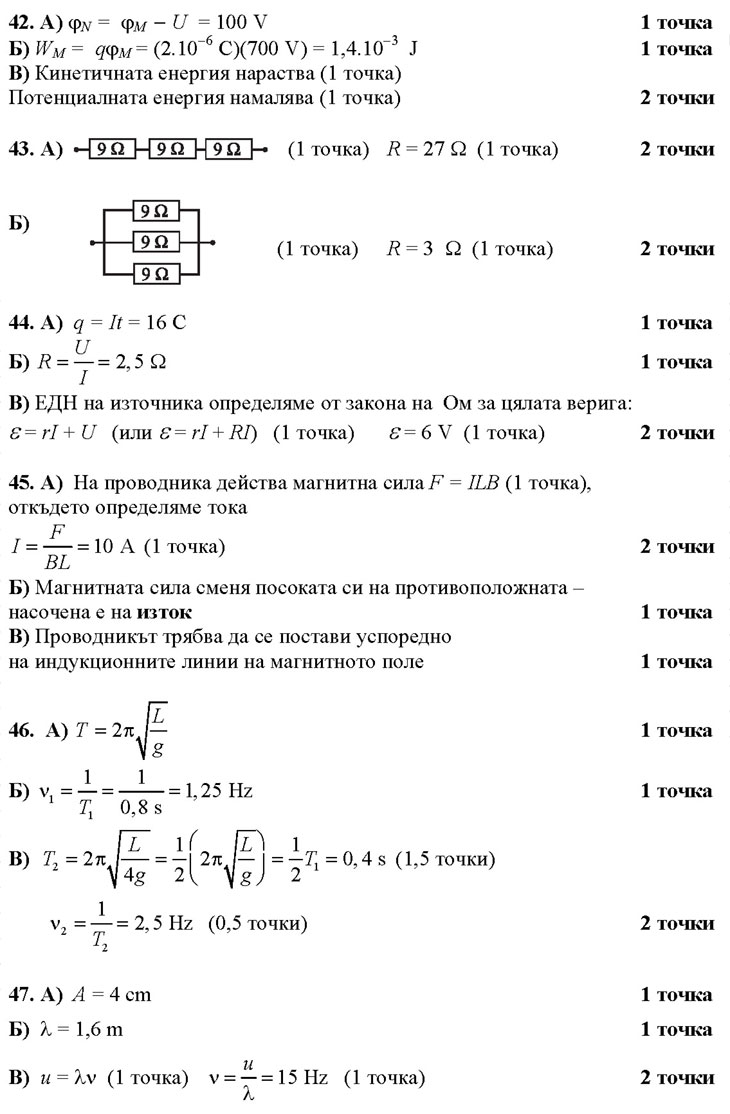 42. А) φN = φM − U = 100 V 1 точка
Б) WM = qφM = (2.10⁻⁶ C)(700 V) = 1,4.10⁻³ J 1 точка
В) Кинетичната енергия нараства (1 точка)
Потенциалната енергия намалява (1 точка) 2 точки
43. А) 9 Ω 9 Ω 9 Ω (1 точка) R = 27 Ω (1 точка) 2 точки
9 Ω
Б) 9 Ω (1 точка) R = 3 Ω (1 точка) 2 точки
9 Ω
44. А) q = It = 16 C 1 точка
Б) R = U/I = 2,5 Ω 1 точка
В) ЕДН на източника определяме от закона на Ом за цялата верига:
ℰ = rI + U (или ℰ = rI + RI) (1 точка) ℰ = 6 V (1 точка) 2 точки
45. А) На проводника действа магнитна сила F = ILB (1 точка),
откъдето определяме тока
I = F/BL = 10 A (1 точка) 2 точки
Б) Магнитната сила сменя посоката си на противоположната –
насочена е на изток 1 точка
В) Проводникът трябва да се постави успоредно
на индукционните линии на магнитното поле 1 точка
46. А) T = 2π√(L/g) 1 точка
Б) ν₁ = 1/T₁ = 1/0,8 s = 1,25 Hz 1 точка
В) T₂ = 2π√(L/4g) = 1/2(2π√(L/g)) = 1/2 T₁ = 0,4 s (1,5 точки)
ν₂ = 1/T₂ = 2,5 Hz (0,5 точки) 2 точки
47. А) A = 4 cm 1 точка
Б) λ = 1,6 m 1 точка
В) u = λν (1 точка) ν = u/λ = 15 Hz (1 точка) 2 точки